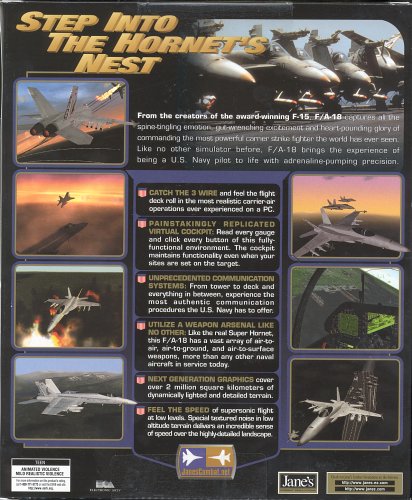 STEP INTO
THE HORNET'S
NEST
From the creators of the award-winning F-15, F/A-18 captures all the
spine-tingling emotion, gut-wrenching excitement and heart-pounding glory of
commanding the most powerful carrier strike fighter the world has ever seen.
Like no other simulator before, F/A-18 brings the experience of
being a U.S. Navy pilot to life with adrenaline-pumping precision.
CATCH THE 3 WIRE and feel the flight
deck roll in the most realistic carrier-air
operations ever experienced on a PC.
PAINSTAKINGLY REPLICATED
VIRTUAL COCKPIT: Read every gauge
and click every button of this fully-
functional environment. The cockpit
maintains functionality even when your
sites are set on the target.
UNPRECEDENTED COMMUNICATION
SYSTEMS: From tower to deck and
everything in between, experience the
most authentic communication
procedures the U.S. Navy has to offer.
UTILIZE A WEAPON ARSENAL LIKE
NO OTHER: Like the real Super Hornet,
this F/A-18 has a vast array of air-to-
air, air-to-ground, and air-to-surface
weapons, more than any other naval
aircraft in service today.
NEXT GENERATION GRAPHICS cover
over 2 million square kilometers of
dynamically lighted and detailed terrain.
FEEL THE SPEED of supersonic flight
at low levels. Special textured noise in low
altitude terrain delivers an incredible sense
of speed over the highly-detailed landscape.
ANIMATED VIOLENCE
MILD REALISTIC VIOLENCE
ELECTRONIC ARTS
JanesCombat.net
Jane's